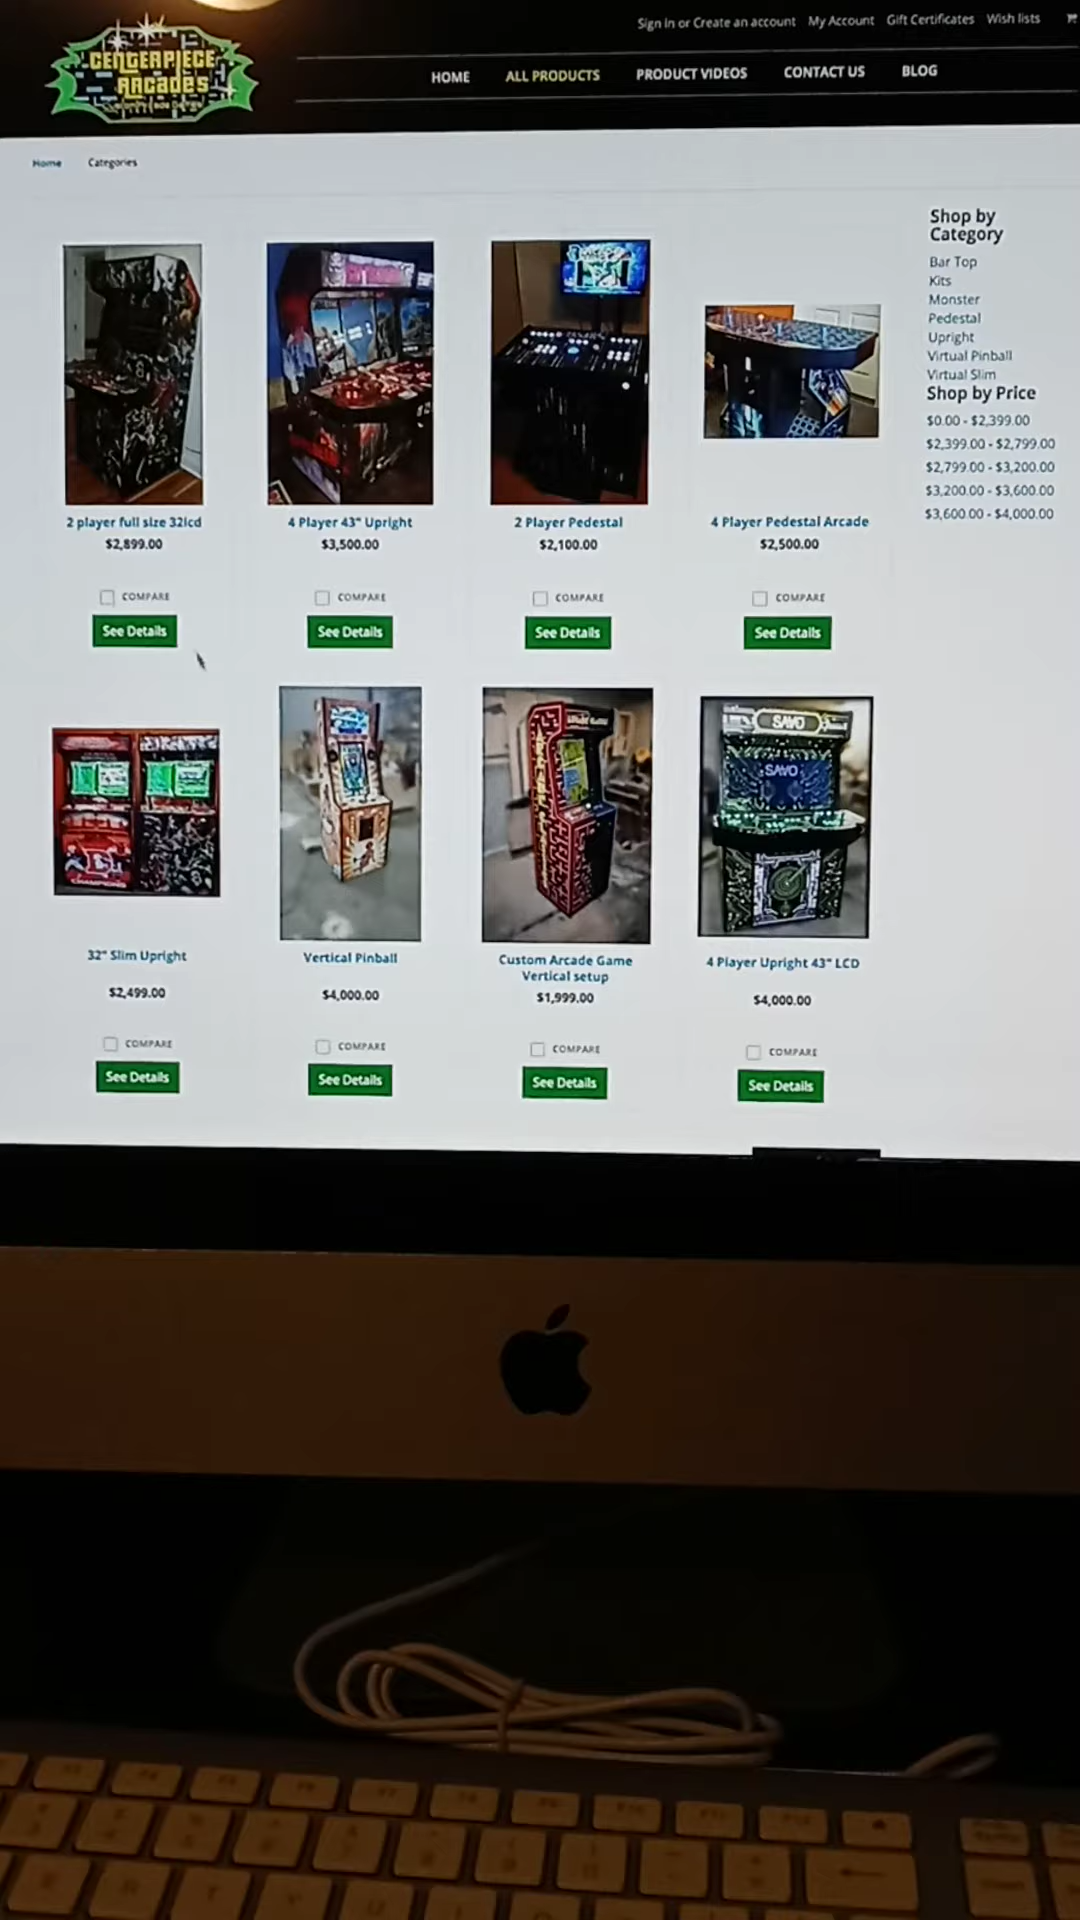 Sign in or Create an account My Account Gift Certificates Wish lists
CENTERPIECE
ARCADES
HOME ALL PRODUCTS PRODUCT VIDEOS CONTACT US BLOG
Home Categories
Shop by
Category
Bar Top
Kits
Monster
Pedestal
Upright
Virtual Pinball
Virtual Slim
Shop by Price
$0.00 - $2,399.00
$2,399.00 - $2,799.00
$2,799.00 - $3,200.00
$3,200.00 - $3,600.00
$3,600.00 - $4,000.00
2 player full size 32lcd
$2,899.00
COMPARE
See Details
4 Player 43" Upright
$3,500.00
COMPARE
See Details
2 Player Pedestal
$2,100.00
COMPARE
See Details
4 Player Pedestal Arcade
$2,500.00
COMPARE
See Details
CHAMPIONS
32" Slim Upright
$2,499.00
COMPARE
See Details
Vertical Pinball
$4,000.00
COMPARE
See Details
Custom Arcade Game
Vertical setup
$1,999.00
COMPARE
See Details
SAVO
SAVO
4 Player Upright 43" LCD
$4,000.00
COMPARE
See Details